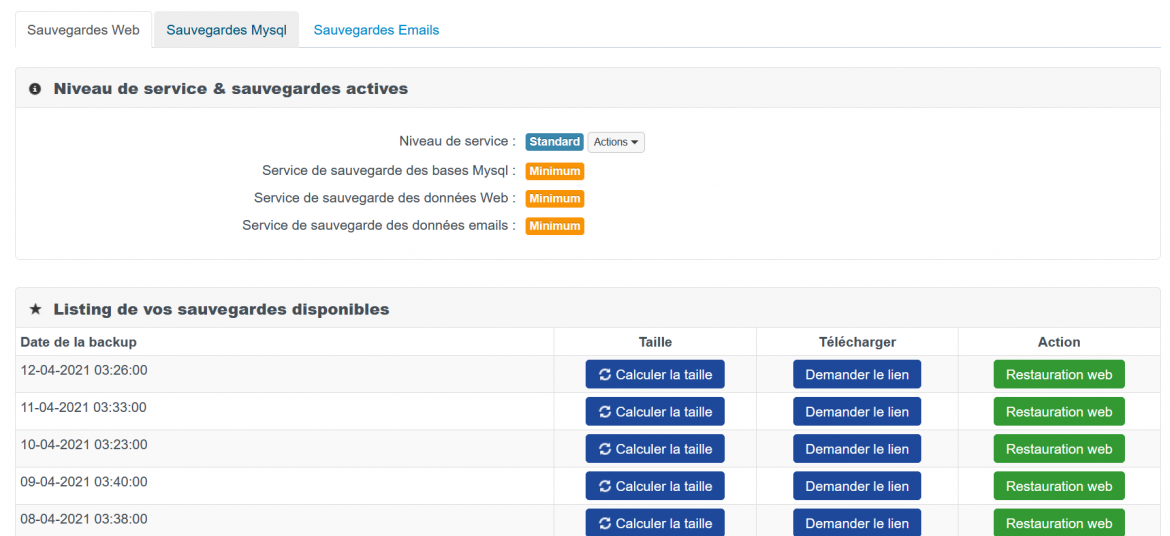 Sauvegardes Web Sauvegardes Mysql Sauvegardes Emails
Niveau de service & sauvegardes actives
Niveau de service : Standard Actions
Service de sauvegarde des bases Mysql : Minimum
Service de sauvegarde des données Web : Minimum
Service de sauvegarde des données emails : Minimum
Listing de vos sauvegardes disponibles
Date de la backup Taille Télécharger Action
12-04-2021 03:26:00 Calculer la taille Demander le lien Restauration web
11-04-2021 03:33:00 Calculer la taille Demander le lien Restauration web
10-04-2021 03:23:00 Calculer la taille Demander le lien Restauration web
09-04-2021 03:40:00 Calculer la taille Demander le lien Restauration web
08-04-2021 03:38:00 Calculer la taille Demander le lien Restauration web